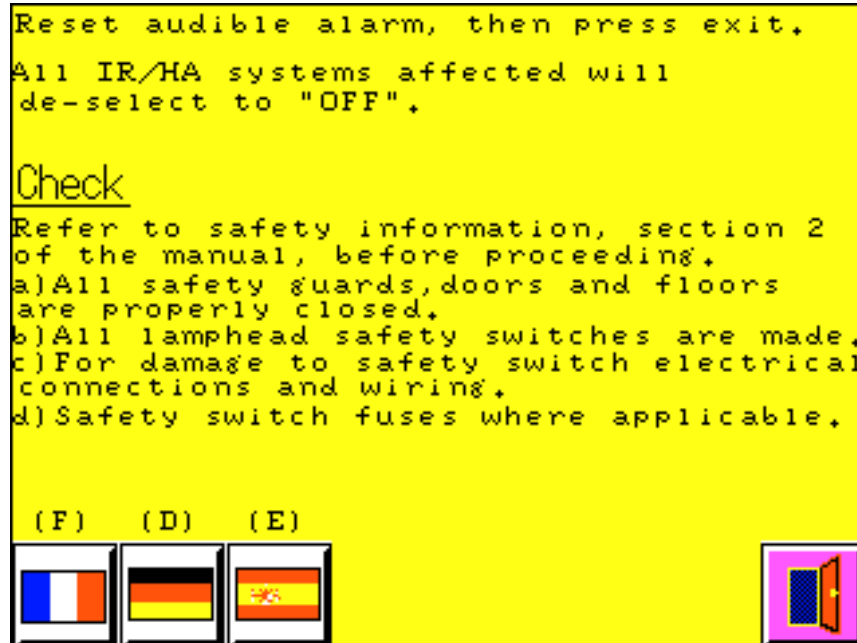 Reset audible alarm, then press exit.
All IR/HA systems affected will
de-select to "OFF".
Check
Refer to safety information, section 2
of the manual, before proceeding.
a)All safety guards,doors and floors
are properly closed.
b)All lamphead safety switches are made.
c)For damage to safety switch electrical
connections and wiring.
d)Safety switch fuses where applicable.
(F) (D) (E)